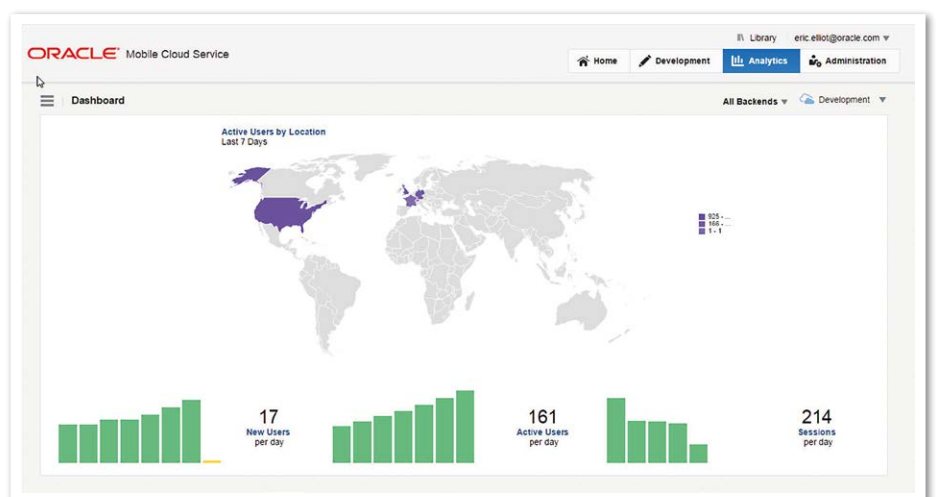 Library eric.elliot@oracle.com
ORACLE Mobile Cloud Service
Home Development Analytics Administration
Dashboard All Backends Development
Active Users by Location
Last 7 Days
925 - ...
166 - ...
1 - 1
17
New Users
per day
161
Active Users
per day
214
Sessions
per day